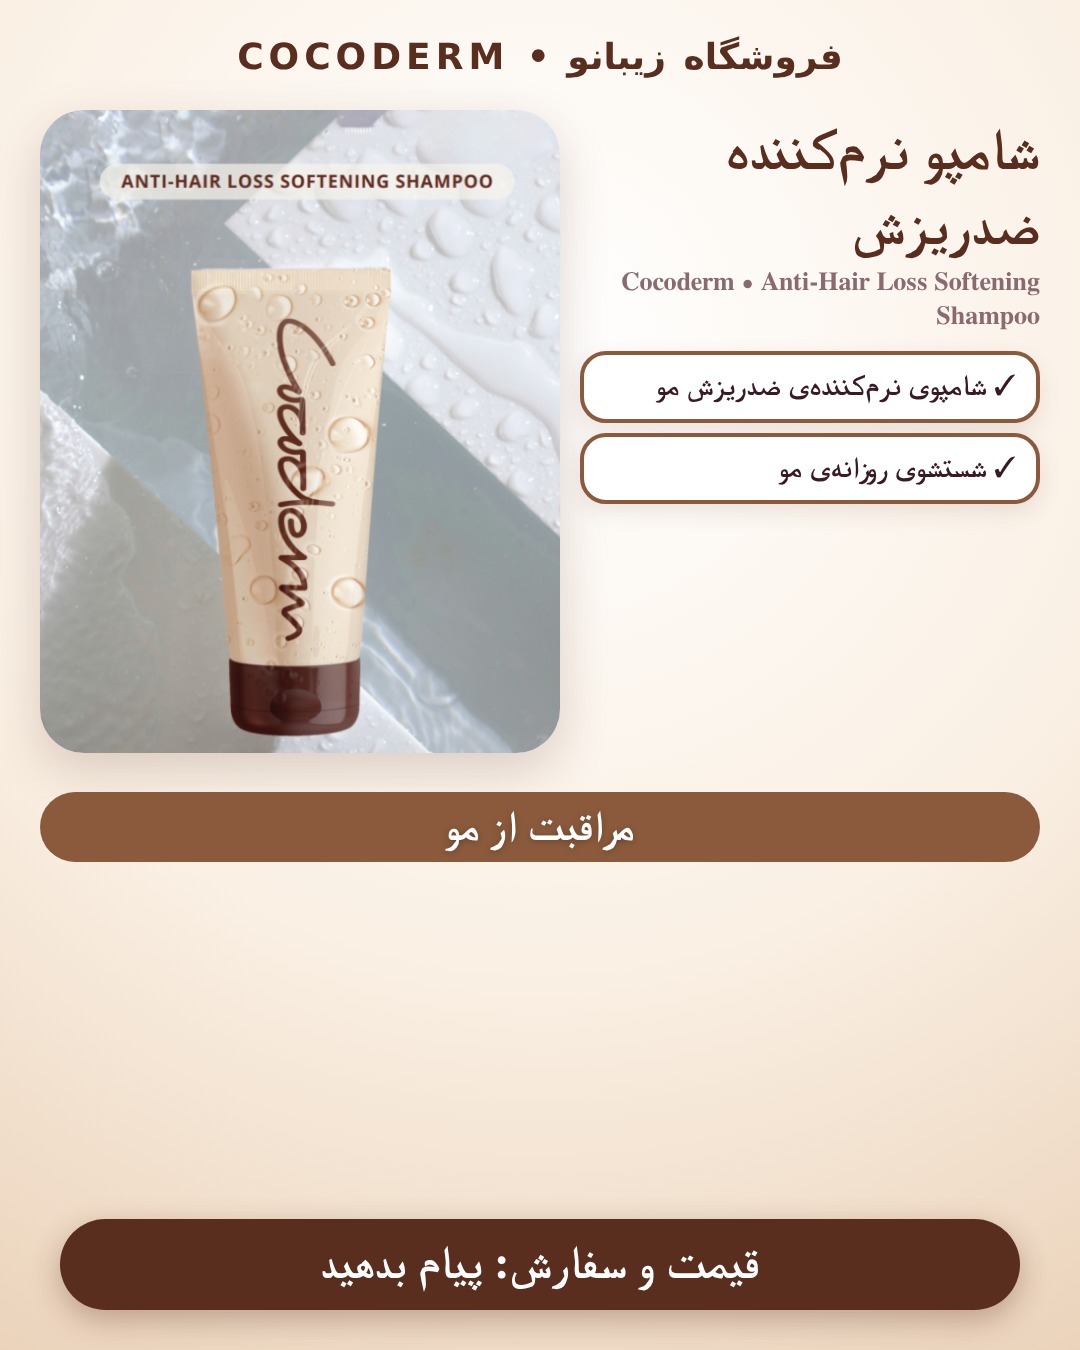 فروشگاه زیبانو • COCODERM
ANTI-HAIR LOSS SOFTENING SHAMPOO
Cocoderm
شامپو نرم‌کننده
ضدریزش
Cocoderm • Anti-Hair Loss Softening
Shampoo
✓ شامپوی نرم‌کننده‌ی ضدریزش مو
✓ شستشوی روزانه‌ی مو
مراقبت از مو
قیمت و سفارش: پیام بدهید